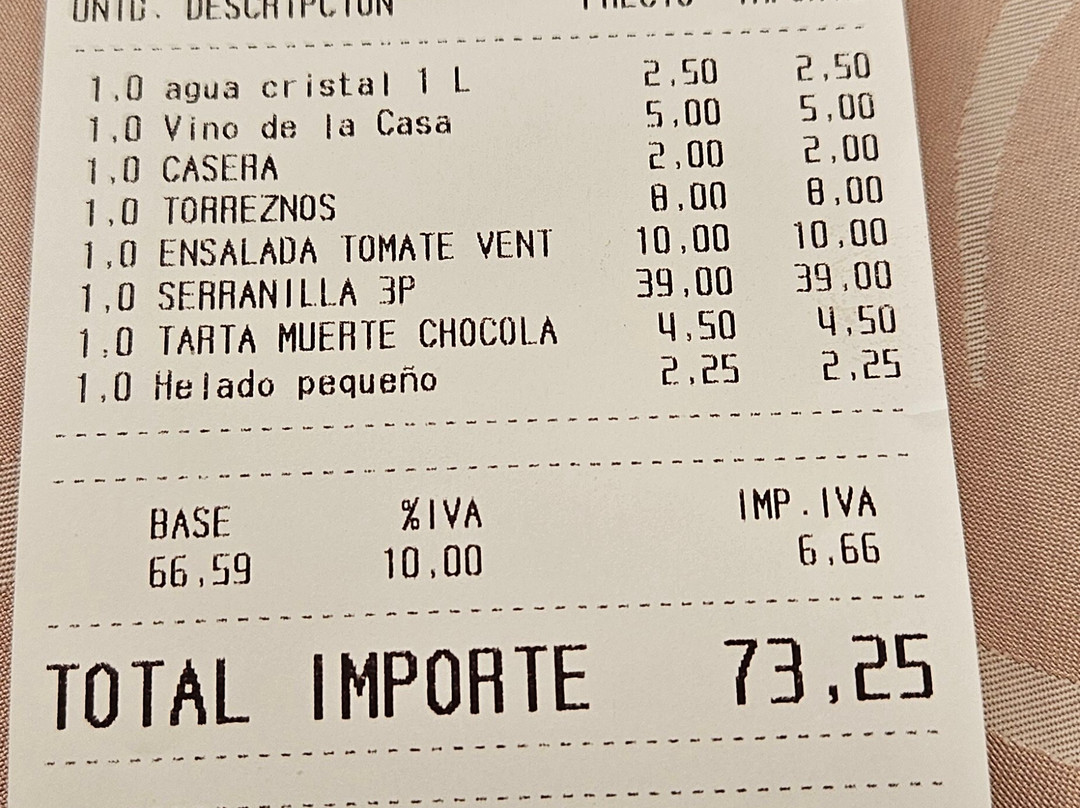 UNID. DESCRIPCION PRECIO
1,0 agua cristal 1 L 2,50 2,50
1,0 Vino de la Casa 5,00 5,00
1,0 CASERA 2,00 2,00
1,0 TORREZNOS 8,00 8,00
1,0 ENSALADA TOMATE VENT 10,00 10,00
1,0 SERRANILLA 3P 39,00 39,00
1,0 TARTA MUERTE CHOCOLA 4,50 4,50
1,0 Helado pequeño 2,25 2,25
BASE %IVA IMP.IVA
66,59 10,00 6,66
TOTAL IMPORTE 73,25